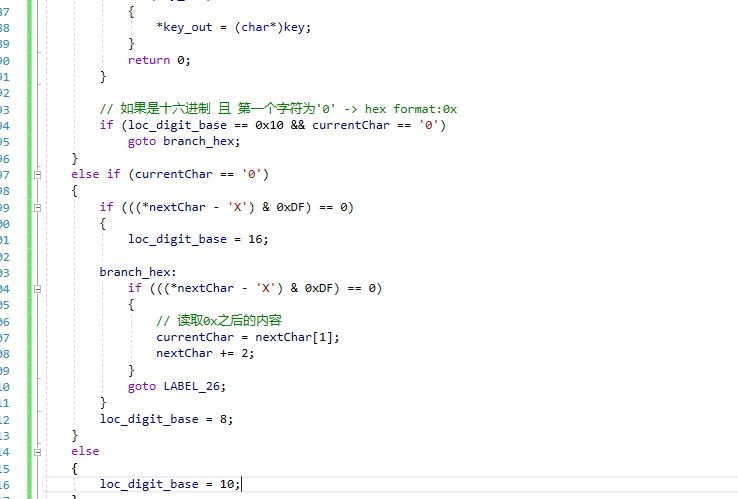 87 {
88 *key_out = (char*)key;
89 }
90 return 0;
91 }
92
93 // 如果是十六进制 且 第一个字符为'0' -> hex format:0x
94 if (loc_digit_base == 0x10 && currentChar == '0')
95 goto branch_hex;
96 }
97 else if (currentChar == '0')
98 {
99 if (((*nextChar - 'X') & 0xDF) == 0)
00 {
01 loc_digit_base = 16;
02
03 branch_hex:
04 if (((*nextChar - 'X') & 0xDF) == 0)
05 {
06 // 读取0x之后的内容
07 currentChar = nextChar[1];
08 nextChar += 2;
09 }
10 goto LABEL_26;
11 }
12 loc_digit_base = 8;
13 }
14 else
15 {
16 loc_digit_base = 10;